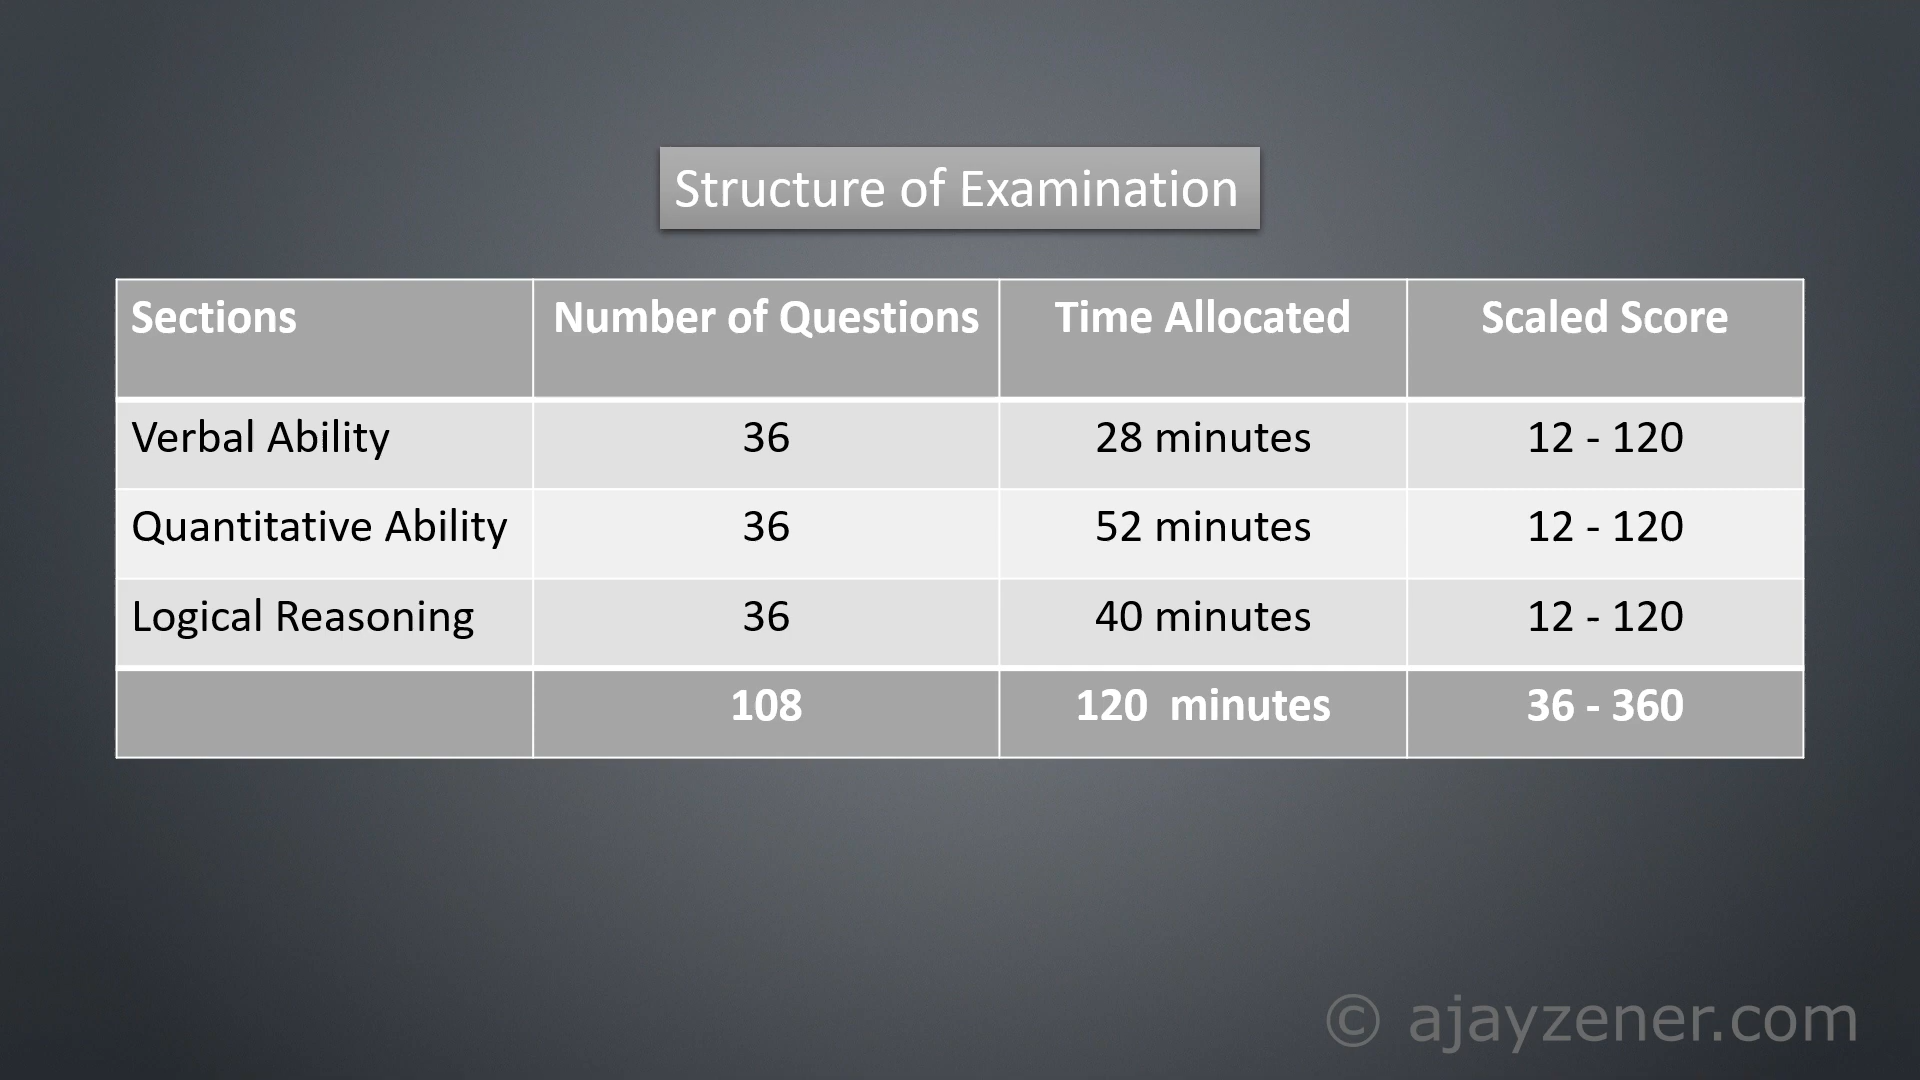 Structure of Examination
Sections Number of Questions Time Allocated Scaled Score
Verbal Ability 36 28 minutes 12 - 120
Quantitative Ability 36 52 minutes 12 - 120
Logical Reasoning 36 40 minutes 12 - 120
108 120 minutes 36 - 360
© ajayzener.com